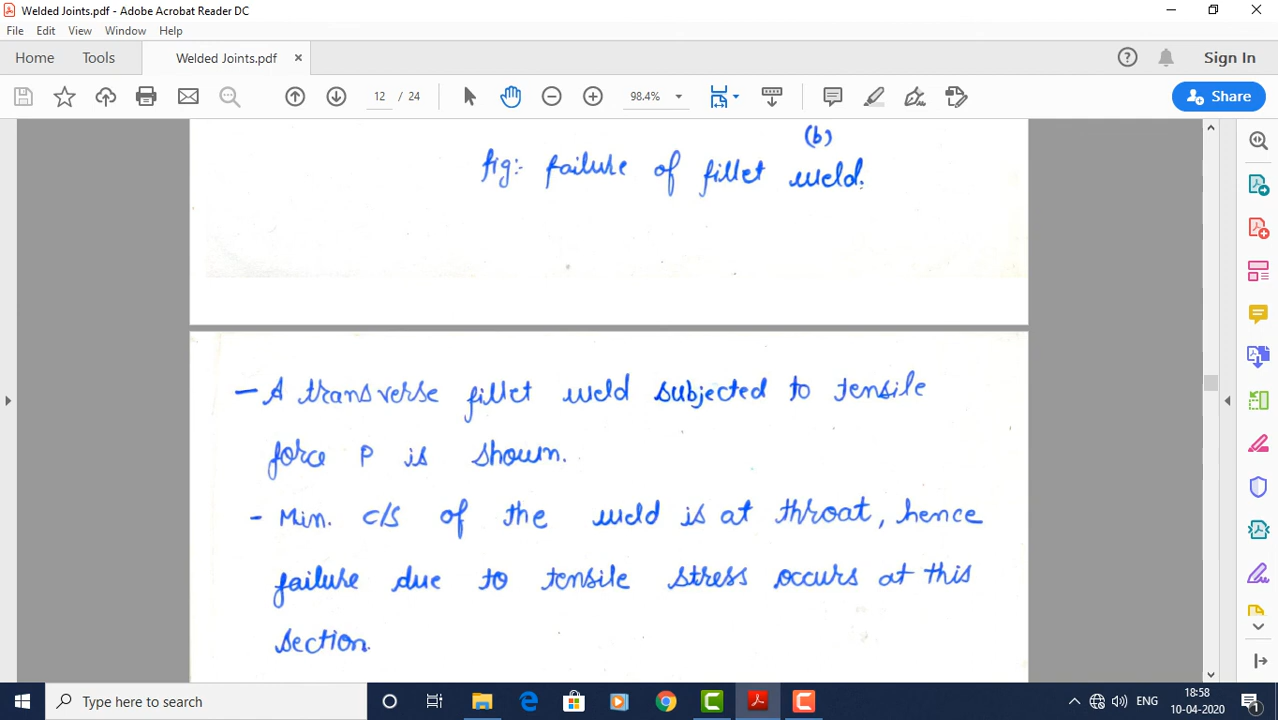 Welded Joints.pdf - Adobe Acrobat Reader DC
File Edit View Window Help
Home Tools Welded Joints.pdf × Sign In
12 / 24 98.4% Share
(b)
fig:- failure of fillet weld.
- A transverse fillet weld subjected to tensile
force P is shown.
- Min. c/s of the weld is at throat, hence
failure due to tensile stress occurs at this
section.
Type here to search ENG 18:58
10-04-2020